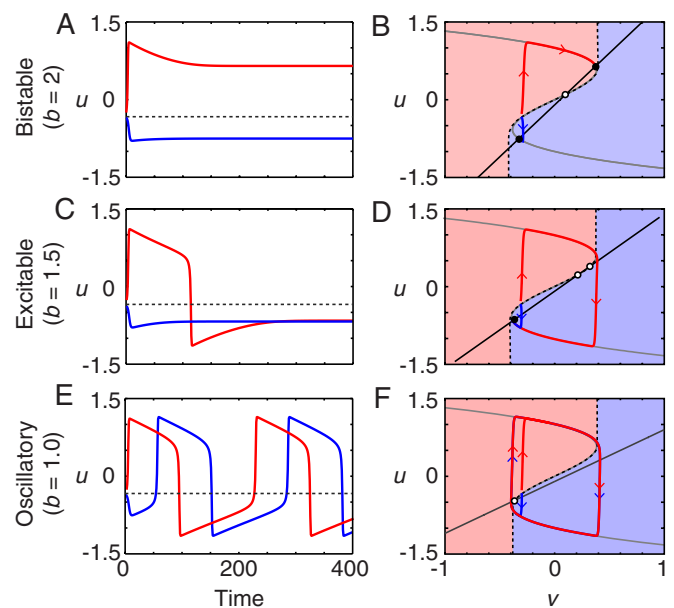 A
B
Bistable
(b = 2)
u
1.5
0
-1.5
u
1.5
0
-1.5
C
D
Excitable
(b = 1.5)
u
1.5
0
-1.5
u
1.5
0
-1.5
E
F
Oscillatory
(b = 1.0)
u
1.5
0
-1.5
u
1.5
0
-1.5
0 200 400
-1 0 1
Time
v